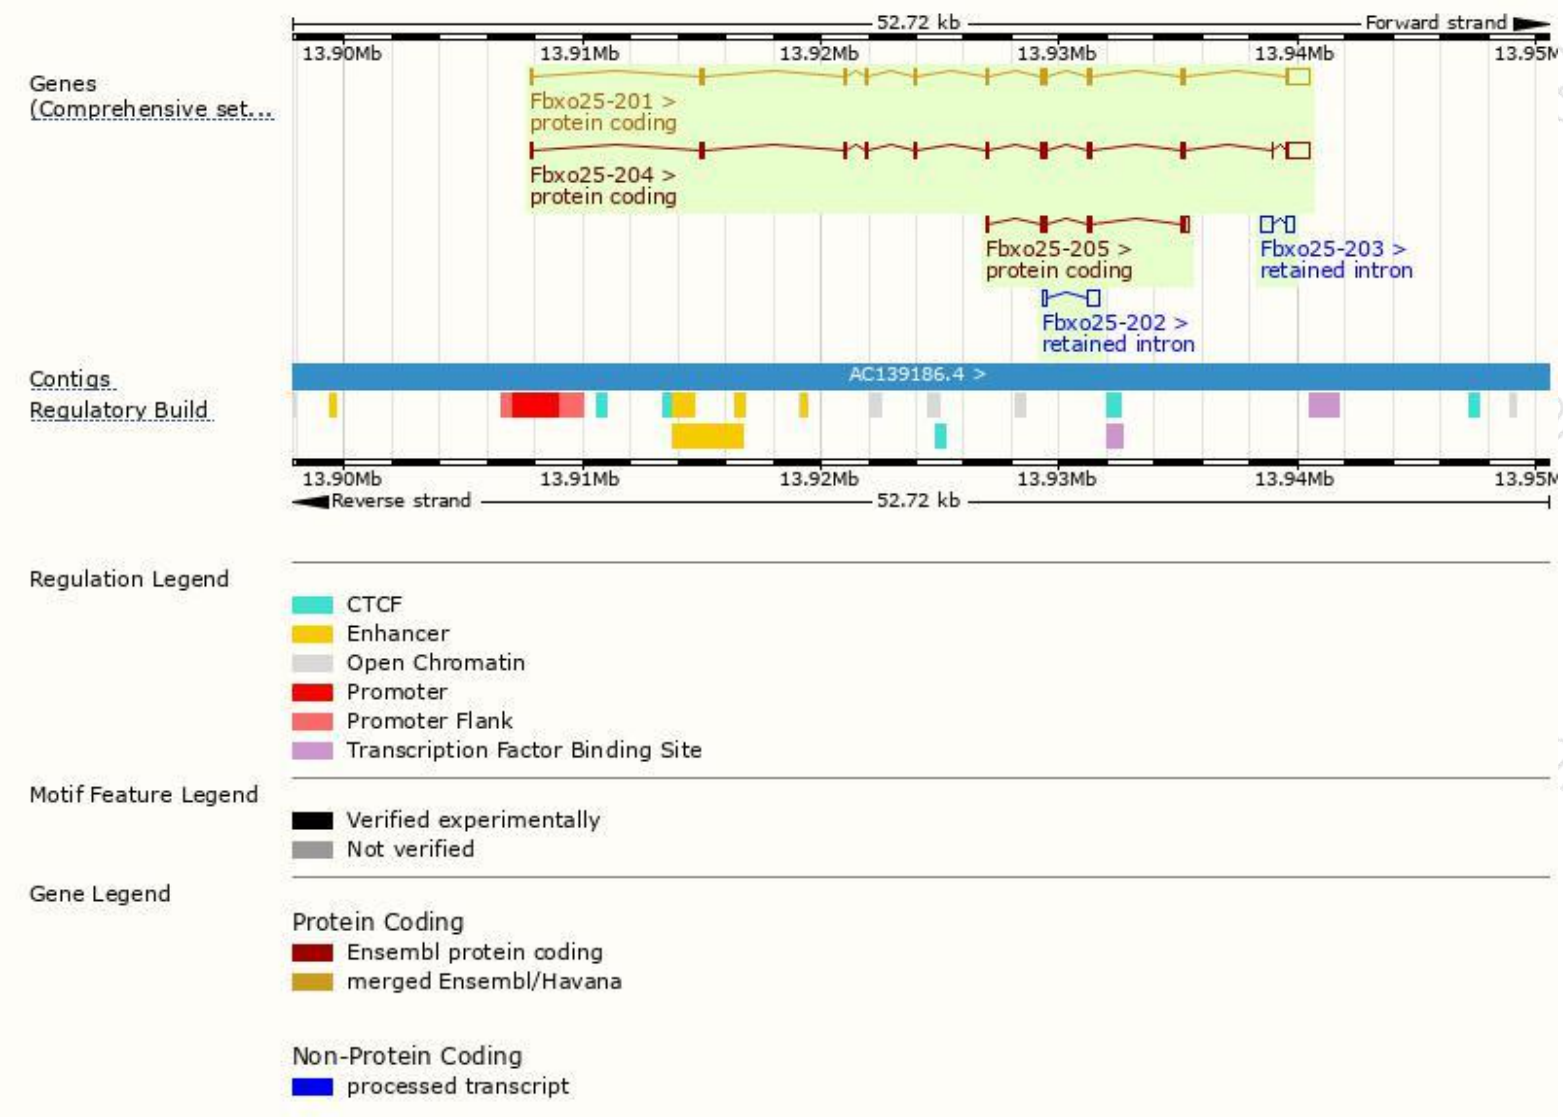 52.72 kb Forward strand
13.90Mb 13.91Mb 13.92Mb 13.93Mb 13.94Mb 13.95M
Genes
(Comprehensive set...
Fbxo25-201 >
protein coding
Fbxo25-204 >
protein coding
Fbxo25-205 >
protein coding
Fbxo25-203 >
retained intron
Fbxo25-202 >
retained intron
Contigs
AC139186.4 >
Regulatory Build
13.90Mb 13.91Mb 13.92Mb 13.93Mb 13.94Mb 13.95M
Reverse strand 52.72 kb
Regulation Legend
CTCF
Enhancer
Open Chromatin
Promoter
Promoter Flank
Transcription Factor Binding Site
Motif Feature Legend
Verified experimentally
Not verified
Gene Legend
Protein Coding
Ensembl protein coding
merged Ensembl/Havana
Non-Protein Coding
processed transcript